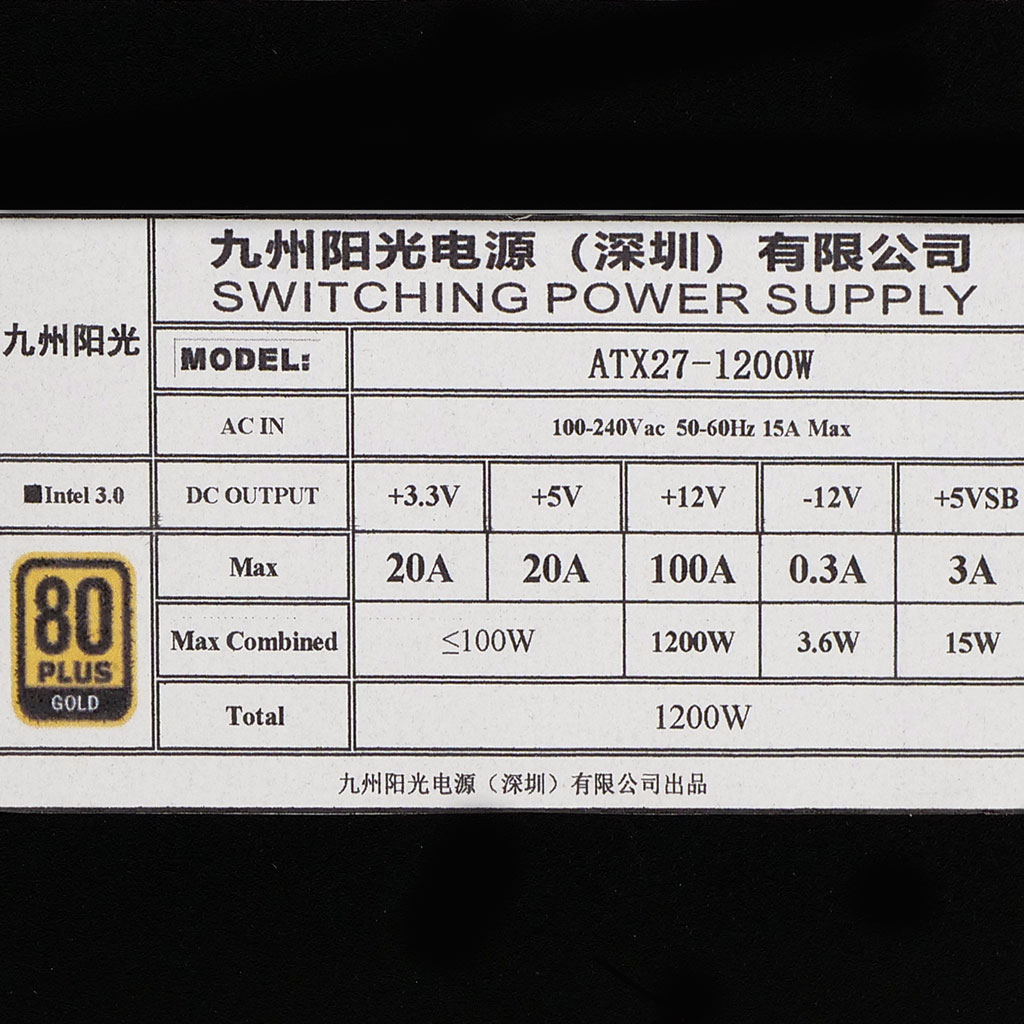 九州阳光电源（深圳）有限公司
SWITCHING POWER SUPPLY
九州阳光
MODEL: ATX27-1200W
AC IN 100-240Vac 50-60Hz 15A Max
■Intel 3.0 DC OUTPUT +3.3V +5V +12V -12V +5VSB
Max 20A 20A 100A 0.3A 3A
80
PLUS
GOLD
Max Combined ≤100W 1200W 3.6W 15W
Total 1200W
九州阳光电源（深圳）有限公司出品